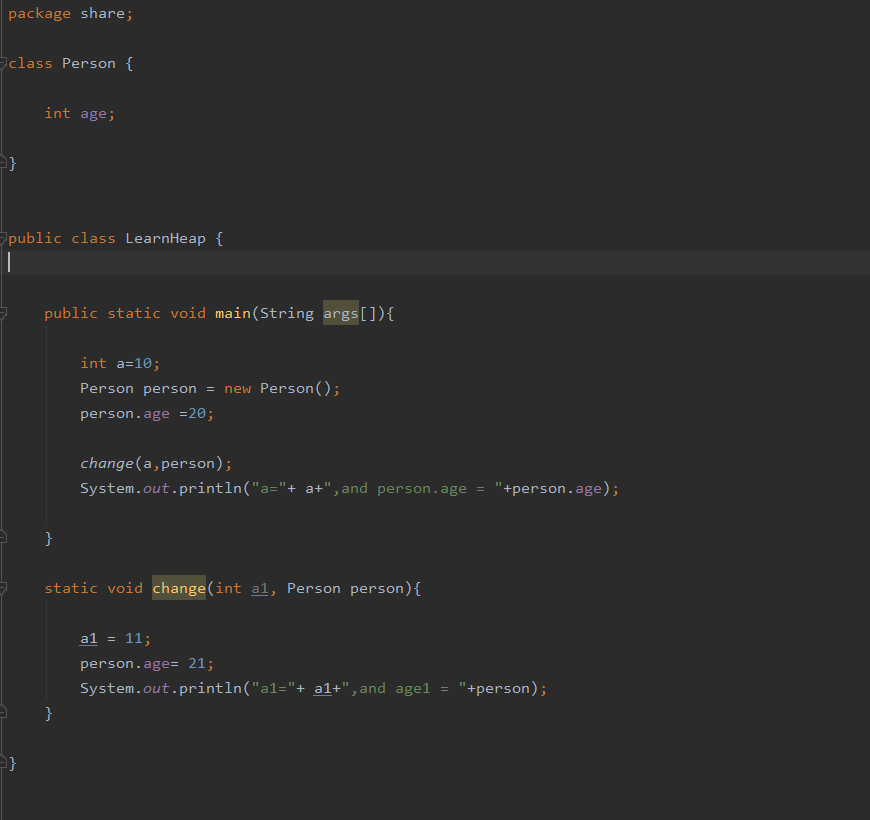 package share;
class Person {
int age;
}
public class LearnHeap {
public static void main(String args[]){
int a=10;
Person person = new Person();
person.age =20;
change(a,person);
System.out.println("a="+ a+",and person.age = "+person.age);
}
static void change(int a1, Person person){
a1 = 11;
person.age= 21;
System.out.println("a1="+ a1+",and age1 = "+person);
}
}